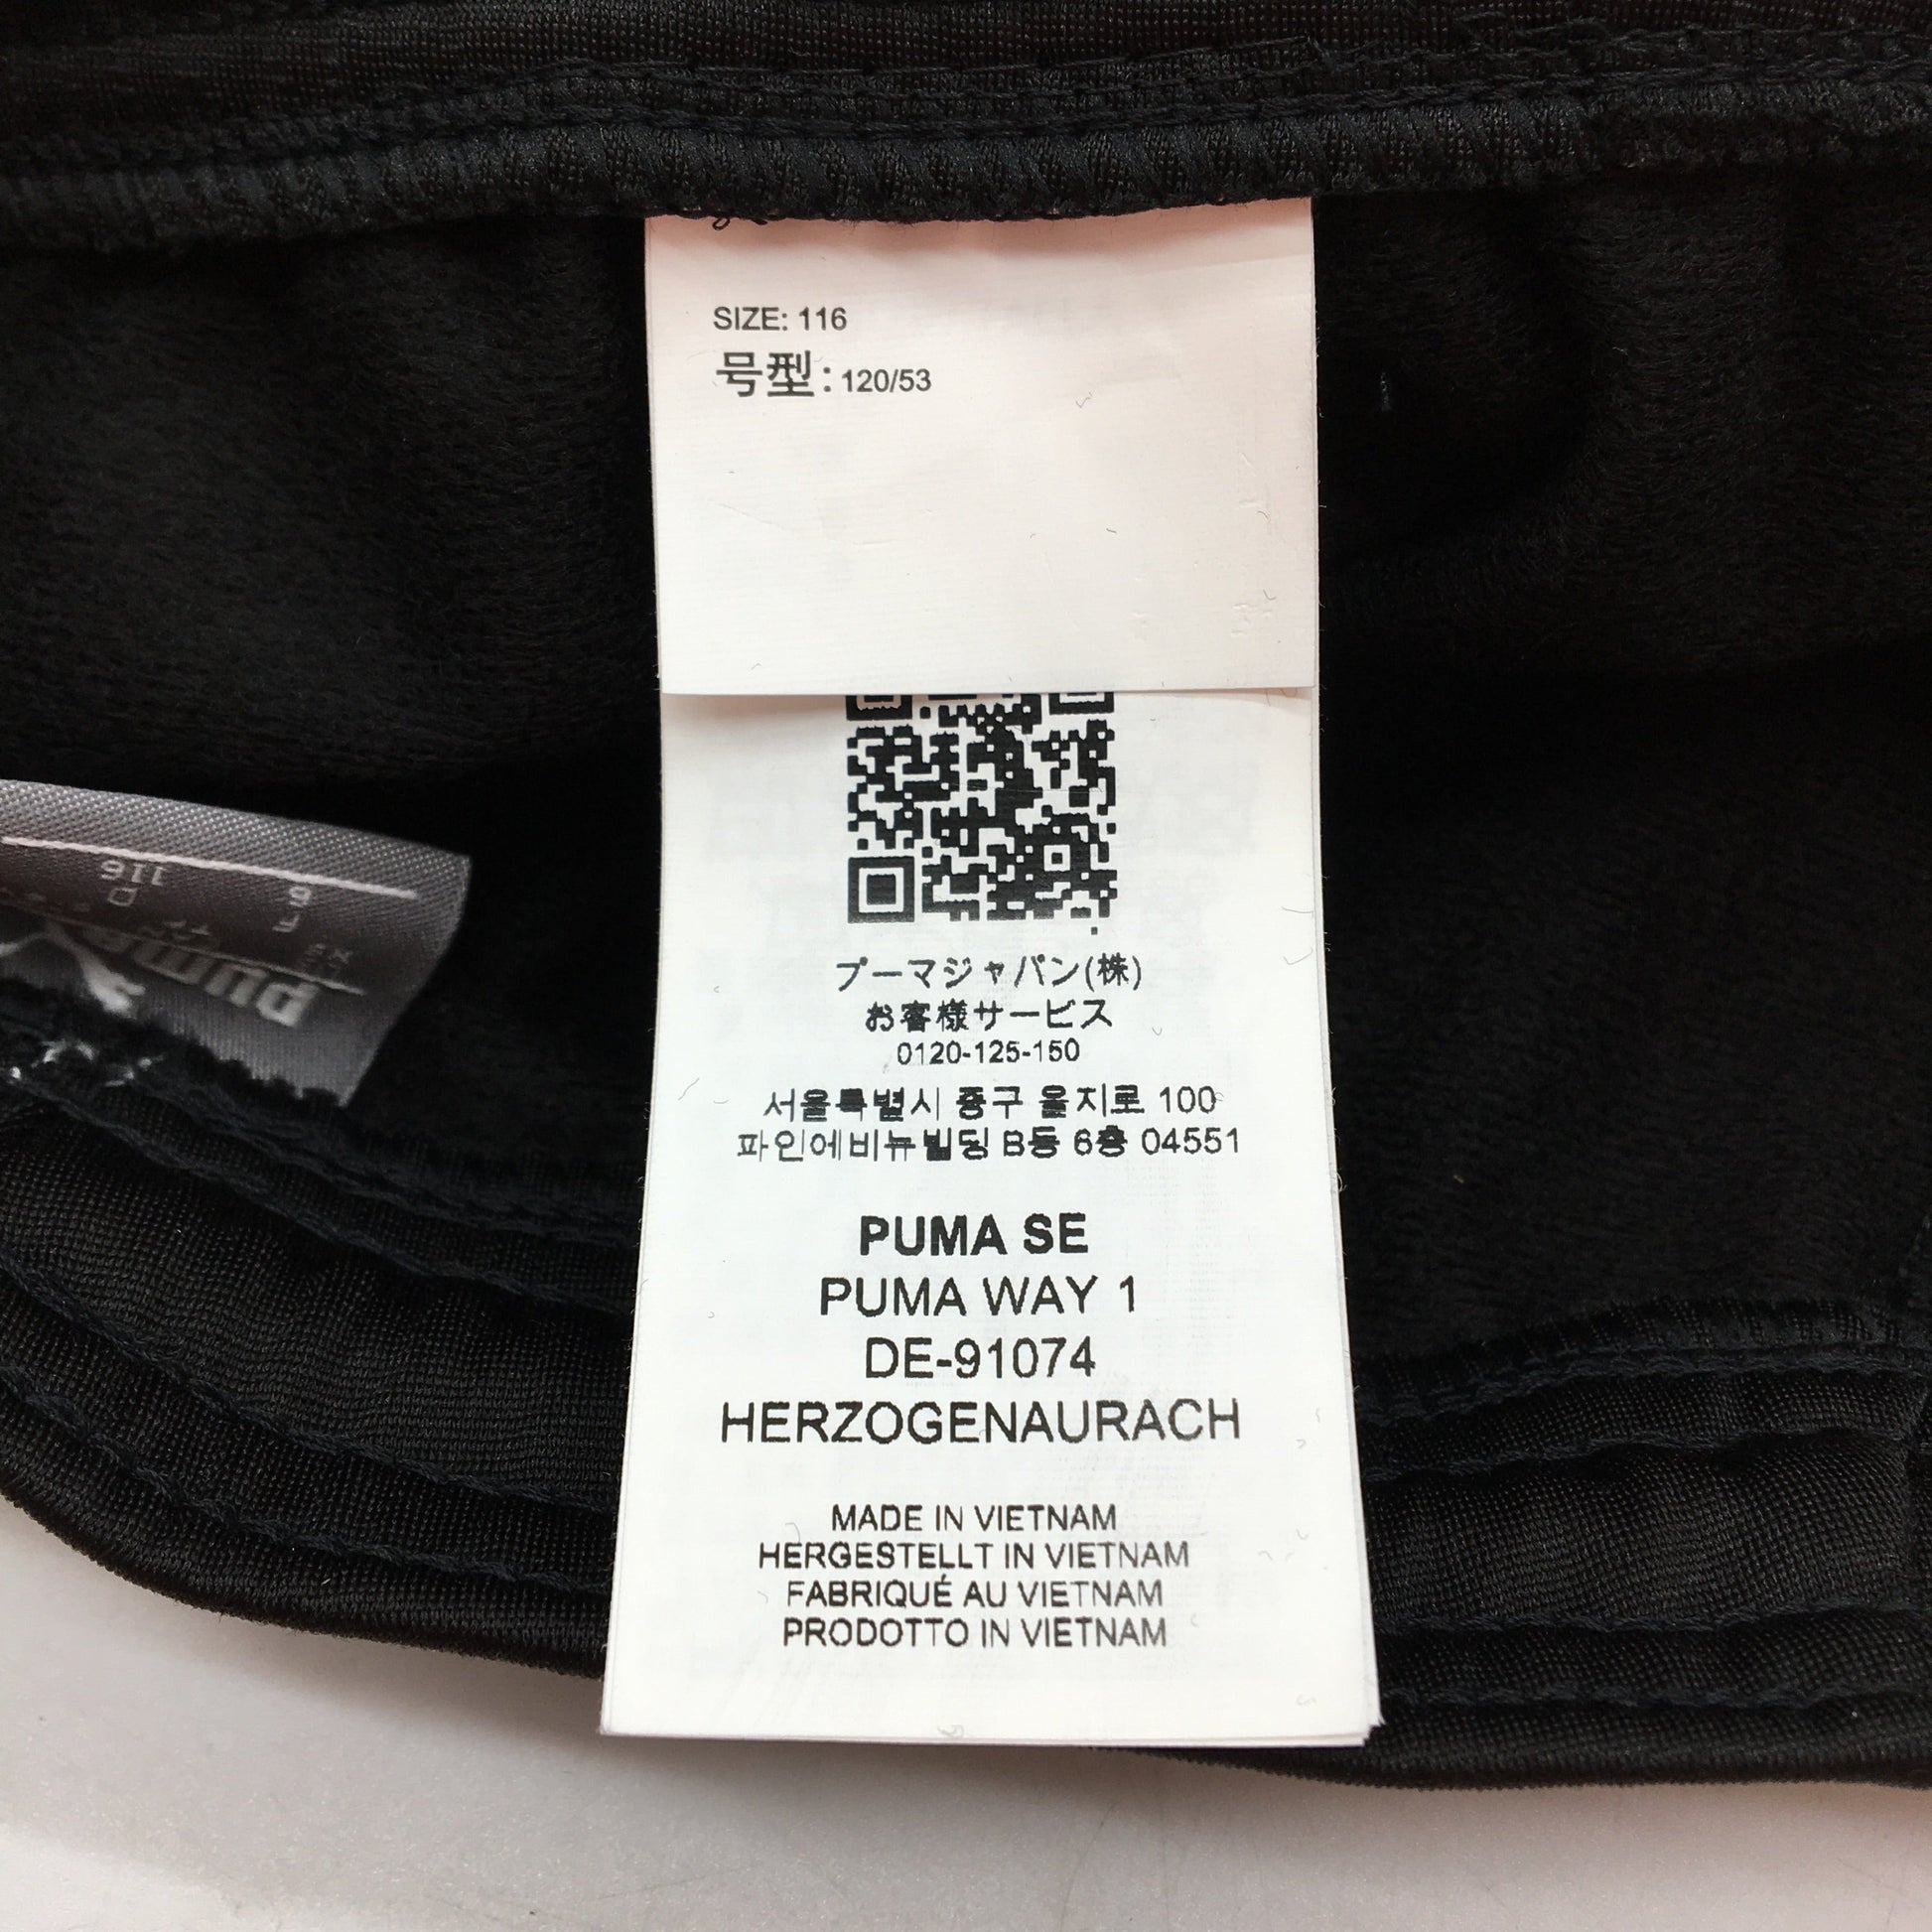 SIZE: 116
号型: 120/53
プーマジャパン(株)
お客様サービス
0120-125-150
서울특별시 중구 을지로 100
파인에비뉴빌딩 B동 6층 04551
PUMA SE
PUMA WAY 1
DE-91074
HERZOGENAURACH
MADE IN VIETNAM
HERGESTELLT IN VIETNAM
FABRIQUÉ AU VIETNAM
PRODOTTO IN VIETNAM
PUMA
D
116